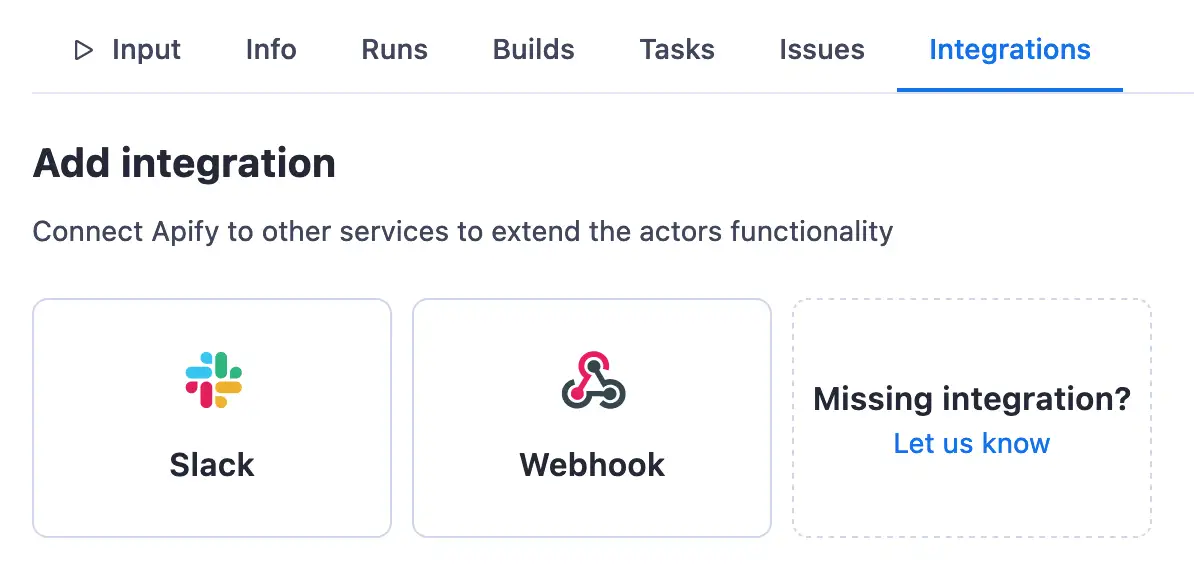 Input Info Runs Builds Tasks Issues Integrations
Add integration
Connect Apify to other services to extend the actors functionality
Slack
Webhook
Missing integration?
Let us know